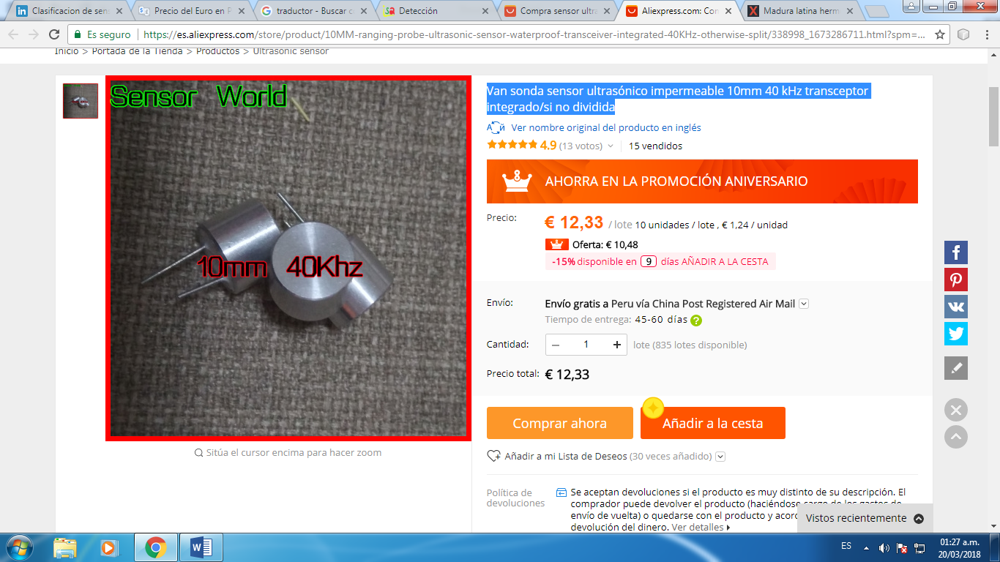 Clasificacion de sens
Precio del Euro en P
traductor - Buscar co
Detección
Compra sensor ultra
Aliexpress.com: Con
Madura latina herm
Es seguro
https://es.aliexpress.com/store/product/10MM-ranging-probe-ultrasonic-sensor-waterproof-transeiver-integrated-40KHz-otherwise-split/338998_1673286711.html?spm=...
Inicio > Portada de la Tienda > Productos > Ultrasonic sensor
Sensor World
10mm 40Khz
Sitúa el cursor encima para hacer zoom
Van sonda sensor ultrasónico impermeable 10mm 40 kHz transceptor
integrado/si no dividida
Ver nombre original del producto en inglés
4.9 (13 votos) 15 vendidos
8
AHORRA EN LA PROMOCIÓN ANIVERSARIO
Precio: € 12,33 / lote 10 unidades / lote , € 1,24 / unidad
Oferta: € 10,48
-15% disponible en 9 días AÑADIR A LA CESTA
Envío: Envío gratis a Peru vía China Post Registered Air Mail
Tiempo de entrega: 45-60 días ?
Cantidad: − 1 + lote (835 lotes disponible)
Precio total: € 12,33
Comprar ahora
Añadir a la cesta
Añadir a mi Lista de Deseos (30 veces añadido)
Política de
devoluciones
Se aceptan devoluciones si el producto es muy distinto de su descripción. El
comprador puede devolver el producto (haciéndose cargo de los gastos de
envío de vuelta) o quedarse con el producto y acord
devolución del dinero. Ver detalles
Vistos recientemente
ES
01:27 a.m.
20/03/2018